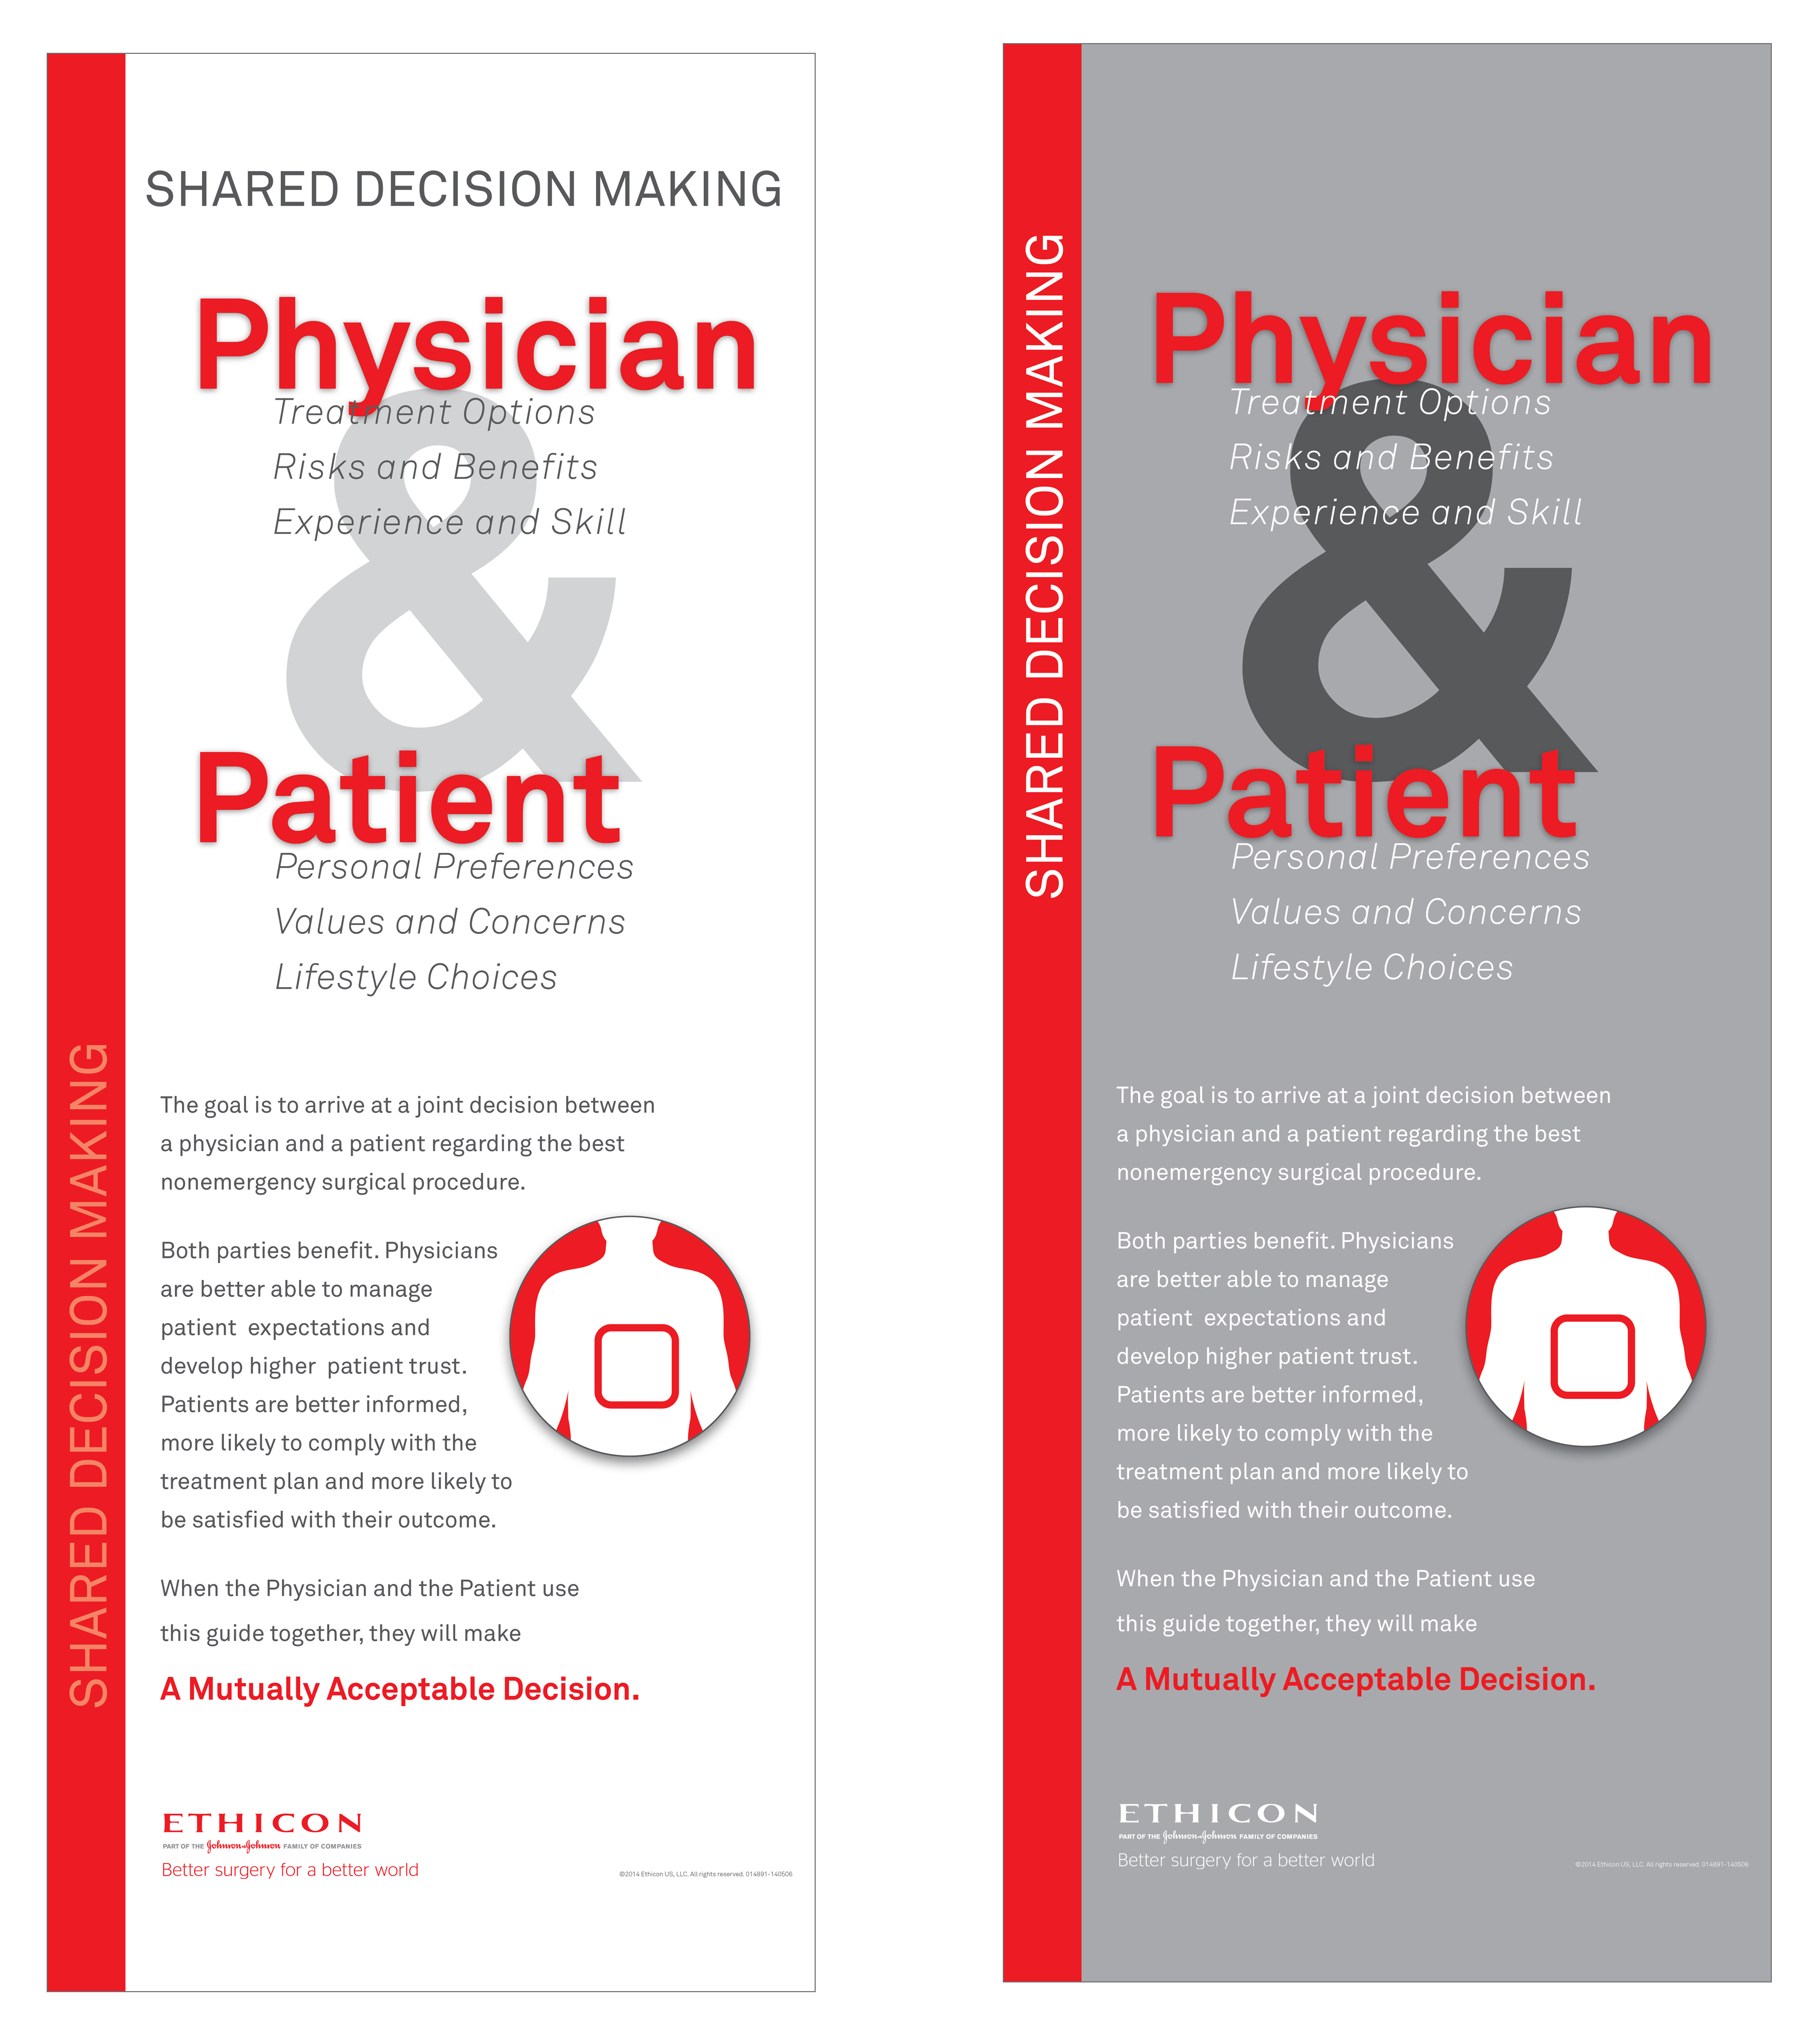 SHARED DECISION MAKING
SHARED DECISION MAKING
Physician
&
Treatment Options
Risks and Benefits
Experience and Skill
Patient
Personal Preferences
Values and Concerns
Lifestyle Choices
The goal is to arrive at a joint decision between
a physician and a patient regarding the best
nonemergency surgical procedure.
Both parties benefit. Physicians
are better able to manage
patient  expectations and
develop higher  patient trust.
Patients are better informed,
more likely to comply with the
treatment plan and more likely to
be satisfied with their outcome.
When the Physician and the Patient use
this guide together, they will make
A Mutually Acceptable Decision.
ETHICON
PART OF THE Johnson&Johnson FAMILY OF COMPANIES
Better surgery for a better world
©2014 Ethicon US, LLC. All rights reserved. 014891-140506
SHARED DECISION MAKING
Physician
&
Treatment Options
Risks and Benefits
Experience and Skill
Patient
Personal Preferences
Values and Concerns
Lifestyle Choices
The goal is to arrive at a joint decision between
a physician and a patient regarding the best
nonemergency surgical procedure.
Both parties benefit. Physicians
are better able to manage
patient  expectations and
develop higher patient trust.
Patients are better informed,
more likely to comply with the
treatment plan and more likely to
be satisfied with their outcome.
When the Physician and the Patient use
this guide together, they will make
A Mutually Acceptable Decision.
ETHICON
PART OF THE Johnson&Johnson FAMILY OF COMPANIES
Better surgery for a better world
©2014 Ethicon US, LLC. All rights reserved. 014891-140506